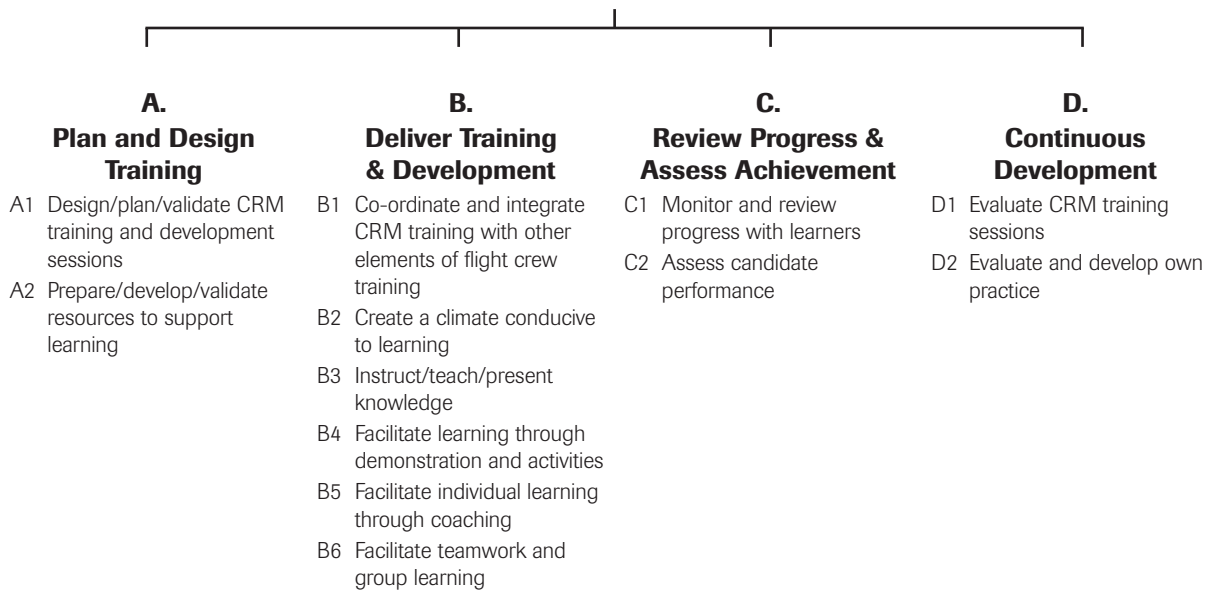 A.
Plan and Design
Training
A1 Design/plan/validate CRM
training and development
sessions
A2 Prepare/develop/validate
resources to support
learning
B.
Deliver Training
& Development
B1 Co-ordinate and integrate
CRM training with other
elements of flight crew
training
B2 Create a climate conducive
to learning
B3 Instruct/teach/present
knowledge
B4 Facilitate learning through
demonstration and activities
B5 Facilitate individual learning
through coaching
B6 Facilitate teamwork and
group learning
C.
Review Progress &
Assess Achievement
C1 Monitor and review
progress with learners
C2 Assess candidate
performance
D.
Continuous
Development
D1 Evaluate CRM training
sessions
D2 Evaluate and develop own
practice